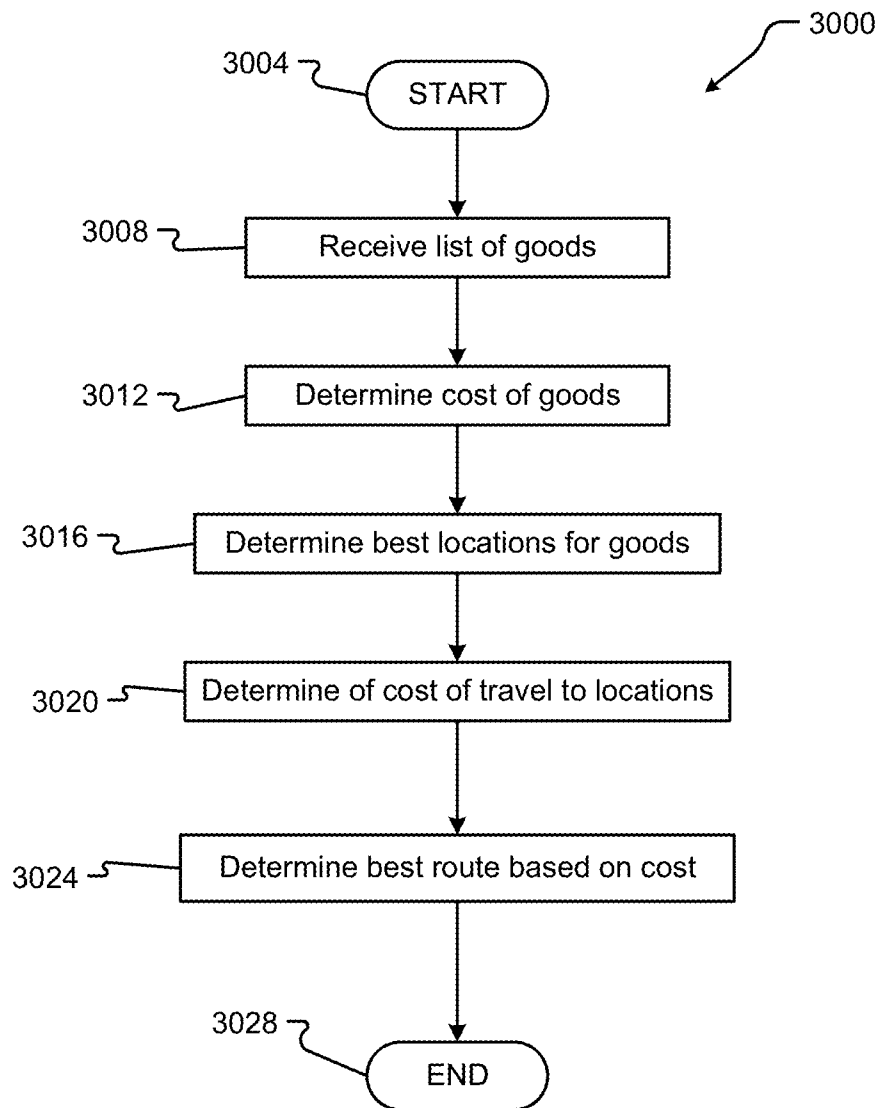 3000
3004
START
3008
Receive list of goods
3012
Determine cost of goods
3016
Determine best locations for goods
3020
Determine of cost of travel to locations
3024
Determine best route based on cost
3028
END